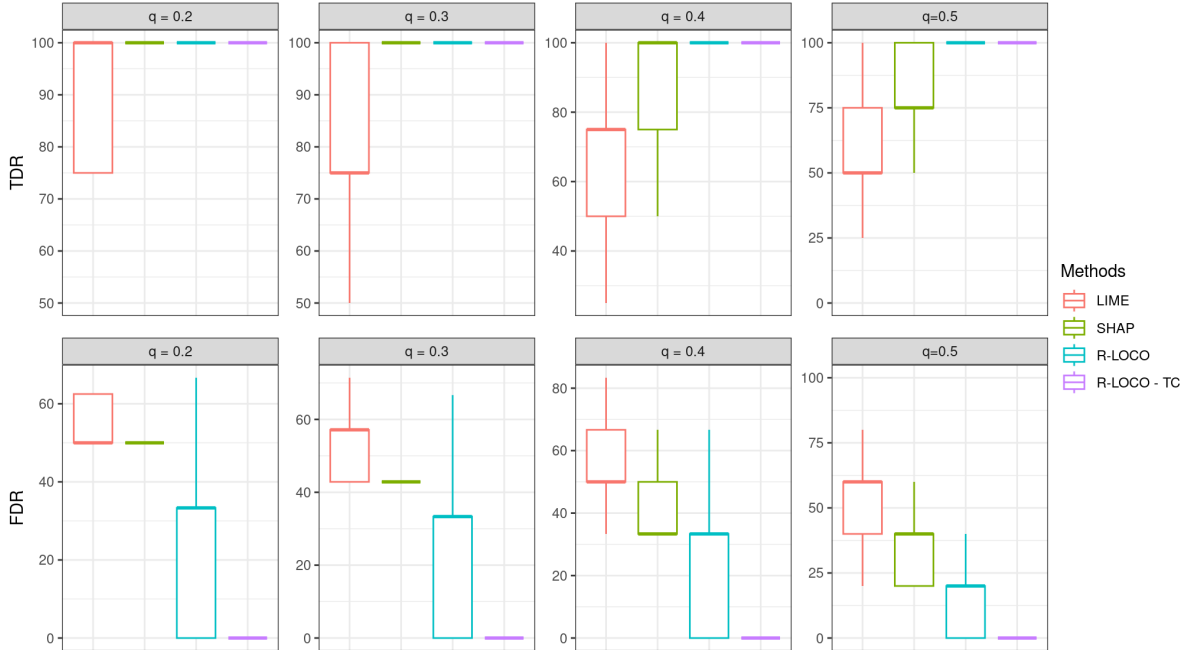 q = 0.2
q = 0.3
q = 0.4
q=0.5
TDR
100
90
80
70
60
50
100
90
80
70
60
50
100
80
60
40
100
75
50
25
0
Methods
LIME
SHAP
R-LOCO
R-LOCO - TC
q = 0.2
q = 0.3
q = 0.4
q=0.5
FDR
60
40
20
0
60
40
20
0
80
60
40
20
0
100
75
50
25
0